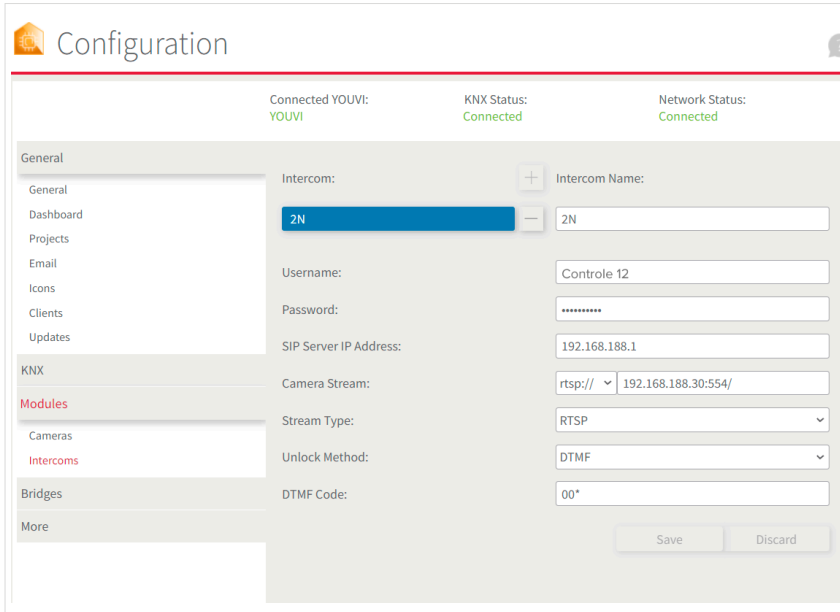 Configuration
Connected YOUVI: KNX Status: Network Status:
YOUVI Connected Connected
General
General
Dashboard
Projects
Email
Icons
Clients
Updates
KNX
Modules
Cameras
Intercoms
Bridges
More
Intercom: + Intercom Name:
2N — 2N
Username: Controle 12
Password: ••••••••••
SIP Server IP Address: 192.168.188.1
Camera Stream: rtsp:// 192.168.188.30:554/
Stream Type: RTSP
Unlock Method: DTMF
DTMF Code: 00*
Save Discard